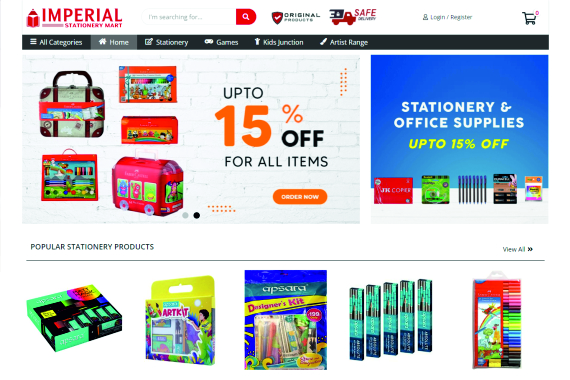 IMPERIAL
STATIONERY MART
I'm searching for...
ORIGINAL
PRODUCTS
SAFE
DELIVERY
Login / Register
0
All Categories
Home
Stationery
Games
Kids Junction
Artist Range
UPTO
15%
OFF
FOR ALL ITEMS
ORDER NOW
STATIONERY &
OFFICE SUPPLIES
UPTO 15% OFF
JK COPIER
POPULAR STATIONERY PRODUCTS
View All »
ARTKIT
apsara
Designer's
Kit